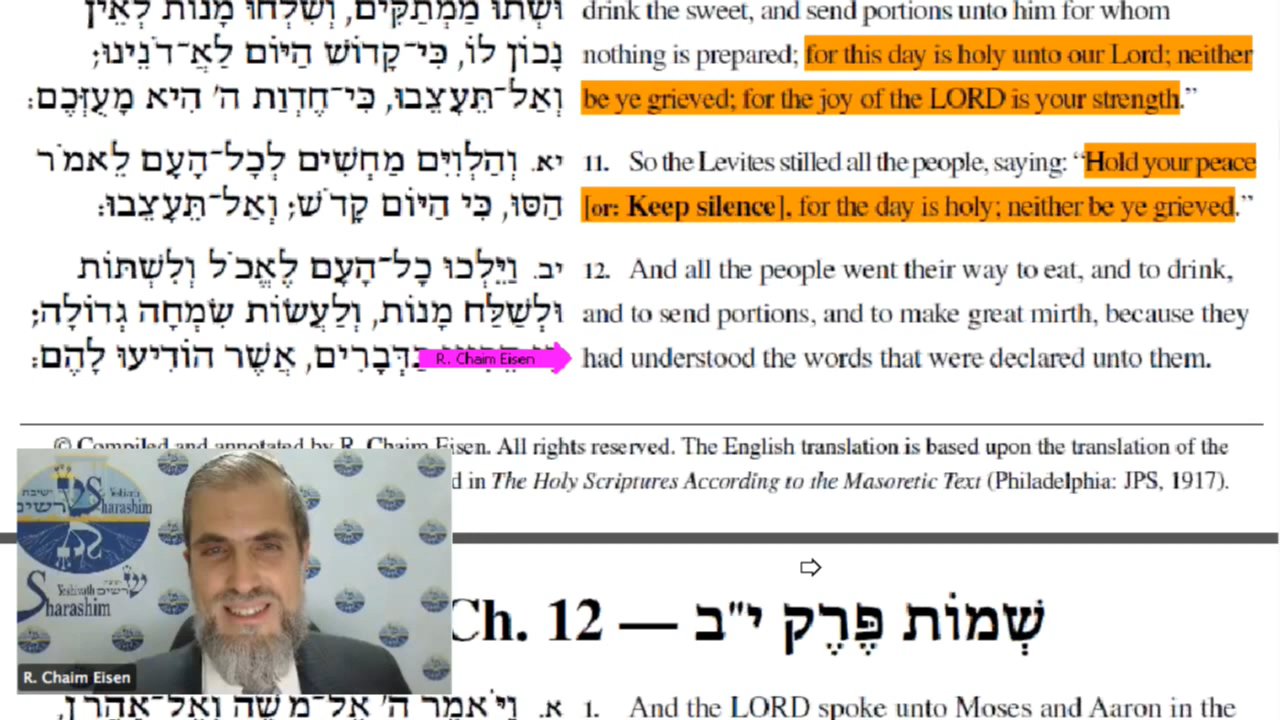 וּשְׁתוּ מַמְתַקִּים, וְשִׁלְחוּ מָנוֹת לְאֵין
נָכוֹן לוֹ, כִּי־קָדוֹשׁ הַיּוֹם לַאֲ־דֹנֵינוּ;
וְאַל־תֵּעָצֵבוּ, כִּי־חֶדְוַת ה' הִיא מָעֻזְּכֶם:
drink the sweet, and send portions unto him for whom
nothing is prepared; for this day is holy unto our Lord; neither
be ye grieved; for the joy of the LORD is your strength.”
יא. וְהַלְוִיִּם מַחְשִׁים לְכָל־הָעָם לֵאמֹר
הַסּוּ, כִּי הַיּוֹם קָדֹשׁ; וְאַל־תֵּעָצֵבוּ:
11. So the Levites stilled all the people, saying: “Hold your peace
[or: Keep silence], for the day is holy; neither be ye grieved.”
יב. וַיֵּלְכוּ כָל־הָעָם לֶאֱכֹל וְלִשְׁתּוֹת
וּלְשַׁלַּח מָנוֹת, וְלַעֲשׂוֹת שִׂמְחָה גְדוֹלָה;
בַּדְּבָרִים, אֲשֶׁר הוֹדִיעוּ לָהֶם:
R. Chaim Eisen
12. And all the people went their way to eat, and to drink,
and to send portions, and to make great mirth, because they
had understood the words that were declared unto them.
© Compiled and annotated by R. Chaim Eisen. All rights reserved. The English translation is based upon the translation of the
d in The Holy Scriptures According to the Masoretic Text (Philadelphia: JPS, 1917).
Ch. 12 — שְׁמוֹת פֶּרֶק י"ב
א. וַיֹּאמֶר ה' אֶל־מֹשֶׁה וְאֶל־אַהֲרֹן,
1. And the LORD spoke unto Moses and Aaron in the
ישיבת
שרשים
Yeshivath
Sharashim
Yeshivath
Sharashim
R. Chaim Eisen